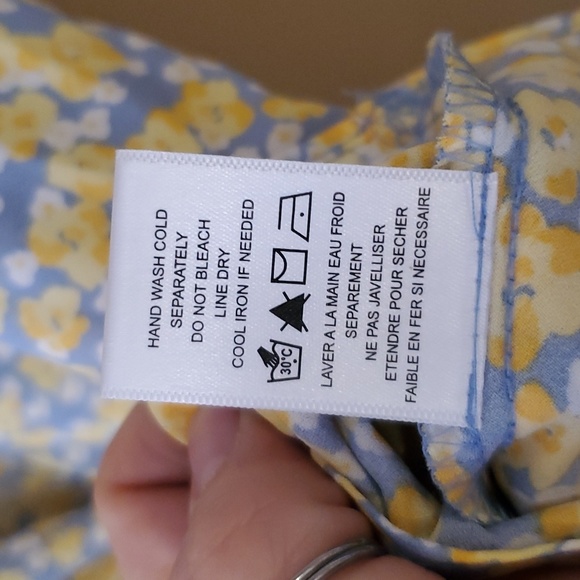 HAND WASH COLD
SEPARATELY
DO NOT BLEACH
LINE DRY
COOL IRON IF NEEDED
30°C
LAVER A LA MAIN EAU FROID
SEPAREMENT
NE PAS JAVELLISER
ETENDRE POUR SECHER
FAIBLE EN FER SI NECESSAIRE